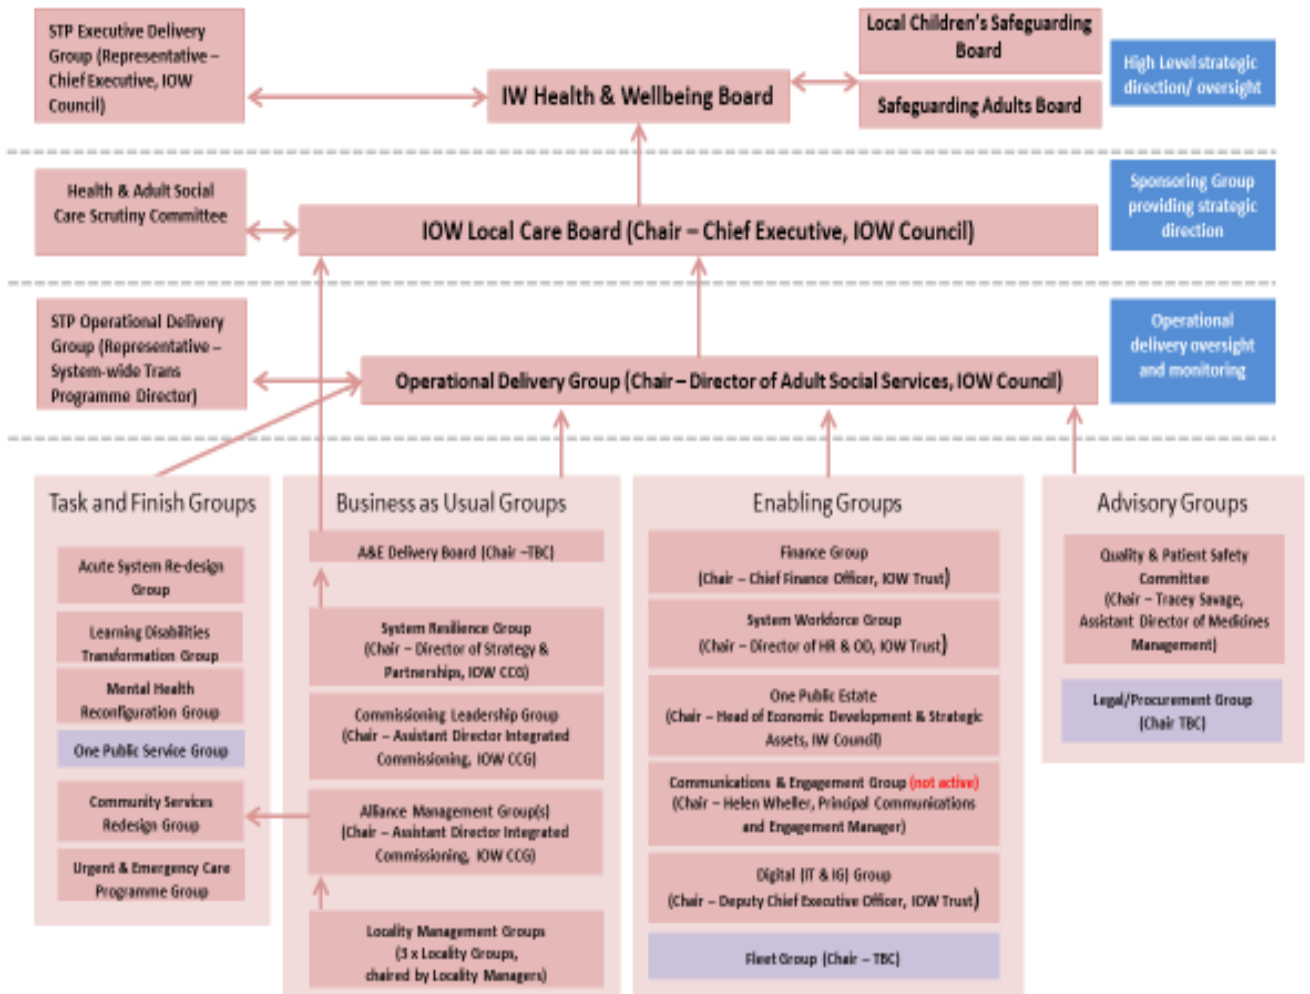 STP Executive Delivery
Group (Representative –
Chief Executive, IOW
Council)
IW Health & Wellbeing Board
Local Children's Safeguarding
Board
Safeguarding Adults Board
High Level strategic
direction/ oversight
Health & Adult Social
Care Scrutiny Committee
IOW Local Care Board (Chair – Chief Executive, IOW Council)
Sponsoring Group
providing strategic
direction
STP Operational Delivery
Group (Representative –
System-wide Trans
Programme Director)
Operational Delivery Group (Chair – Director of Adult Social Services, IOW Council)
Operational
delivery oversight
and monitoring
Task and Finish Groups
Acute System Re-design
Group
Learning Disabilities
Transformation Group
Mental Health
Reconfiguration Group
One Public Service Group
Community Services
Redesign Group
Urgent & Emergency Care
Programme Group
Business as Usual Groups
A&E Delivery Board (Chair –TBC)
System Resilience Group
(Chair – Director of Strategy &
Partnerships, IOW CCG)
Commissioning Leadership Group
(Chair – Assistant Director Integrated
Commissioning, IOW CCG)
Alliance Management Group(s)
(Chair – Assistant Director Integrated
Commissioning, IOW CCG)
Locality Management Groups
(3 x Locality Groups,
chaired by Locality Managers)
Enabling Groups
Finance Group
(Chair – Chief Finance Officer, IOW Trust)
System Workforce Group
(Chair – Director of HR & OD, IOW Trust)
One Public Estate
(Chair – Head of Economic Development & Strategic
Assets, IW Council)
Communications & Engagement Group (not active)
(Chair – Helen Wheller, Principal Communications
and Engagement Manager)
Digital (IT & IG) Group
(Chair – Deputy Chief Executive Officer, IOW Trust)
Fleet Group (Chair – TBC)
Advisory Groups
Quality & Patient Safety
Committee
(Chair – Tracey Savage,
Assistant Director of Medicines
Management)
Legal/Procurement Group
(Chair TBC)